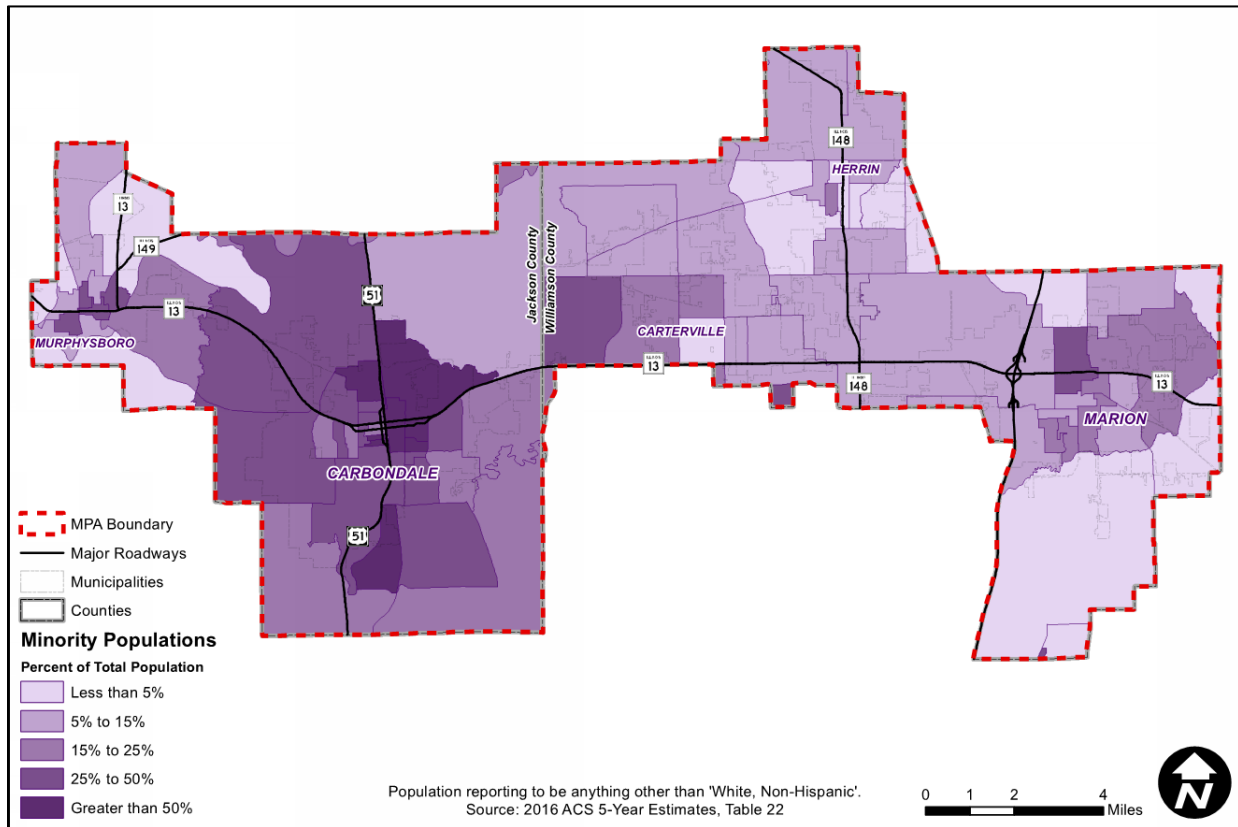 148
HERRIN
13
149
Jackson County
Williamson County
51
13
MURPHYSBORO
CARTERVILLE
13
148
13
MARION
CARBONDALE
51
MPA Boundary
Major Roadways
Municipalities
Counties
Minority Populations
Percent of Total Population
Less than 5%
5% to 15%
15% to 25%
25% to 50%
Greater than 50%
Population reporting to be anything other than 'White, Non-Hispanic'.
Source: 2016 ACS 5-Year Estimates, Table 22
0 1 2 4
Miles
N